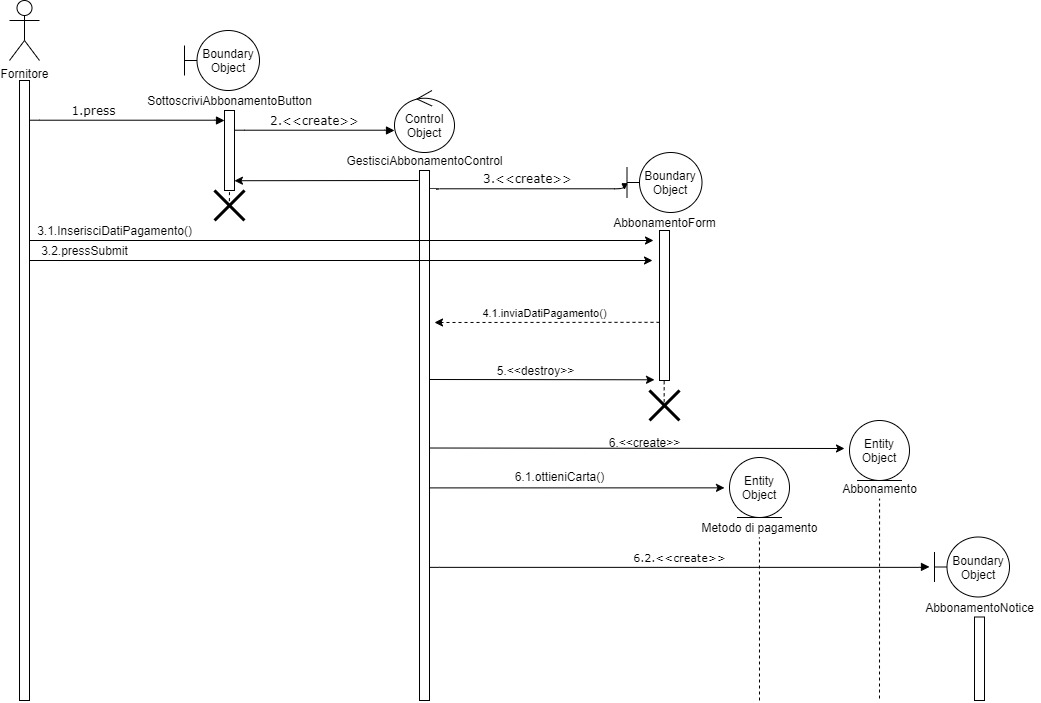 Fornitore
Boundary
Object
SottoscriviAbbonamentoButton
1.press
2.<<create>>
Control
Object
GestisciAbbonamentoControl
3.<<create>>
Boundary
Object
AbbonamentoForm
3.1.InserisciDatiPagamento()
3.2.pressSubmit
4.1.inviaDatiPagamento()
5.<<destroy>>
6.<<create>>
Entity
Object
Abbonamento
6.1.ottieniCarta()
Entity
Object
Metodo di pagamento
6.2.<<create>>
Boundary
Object
AbbonamentoNotice